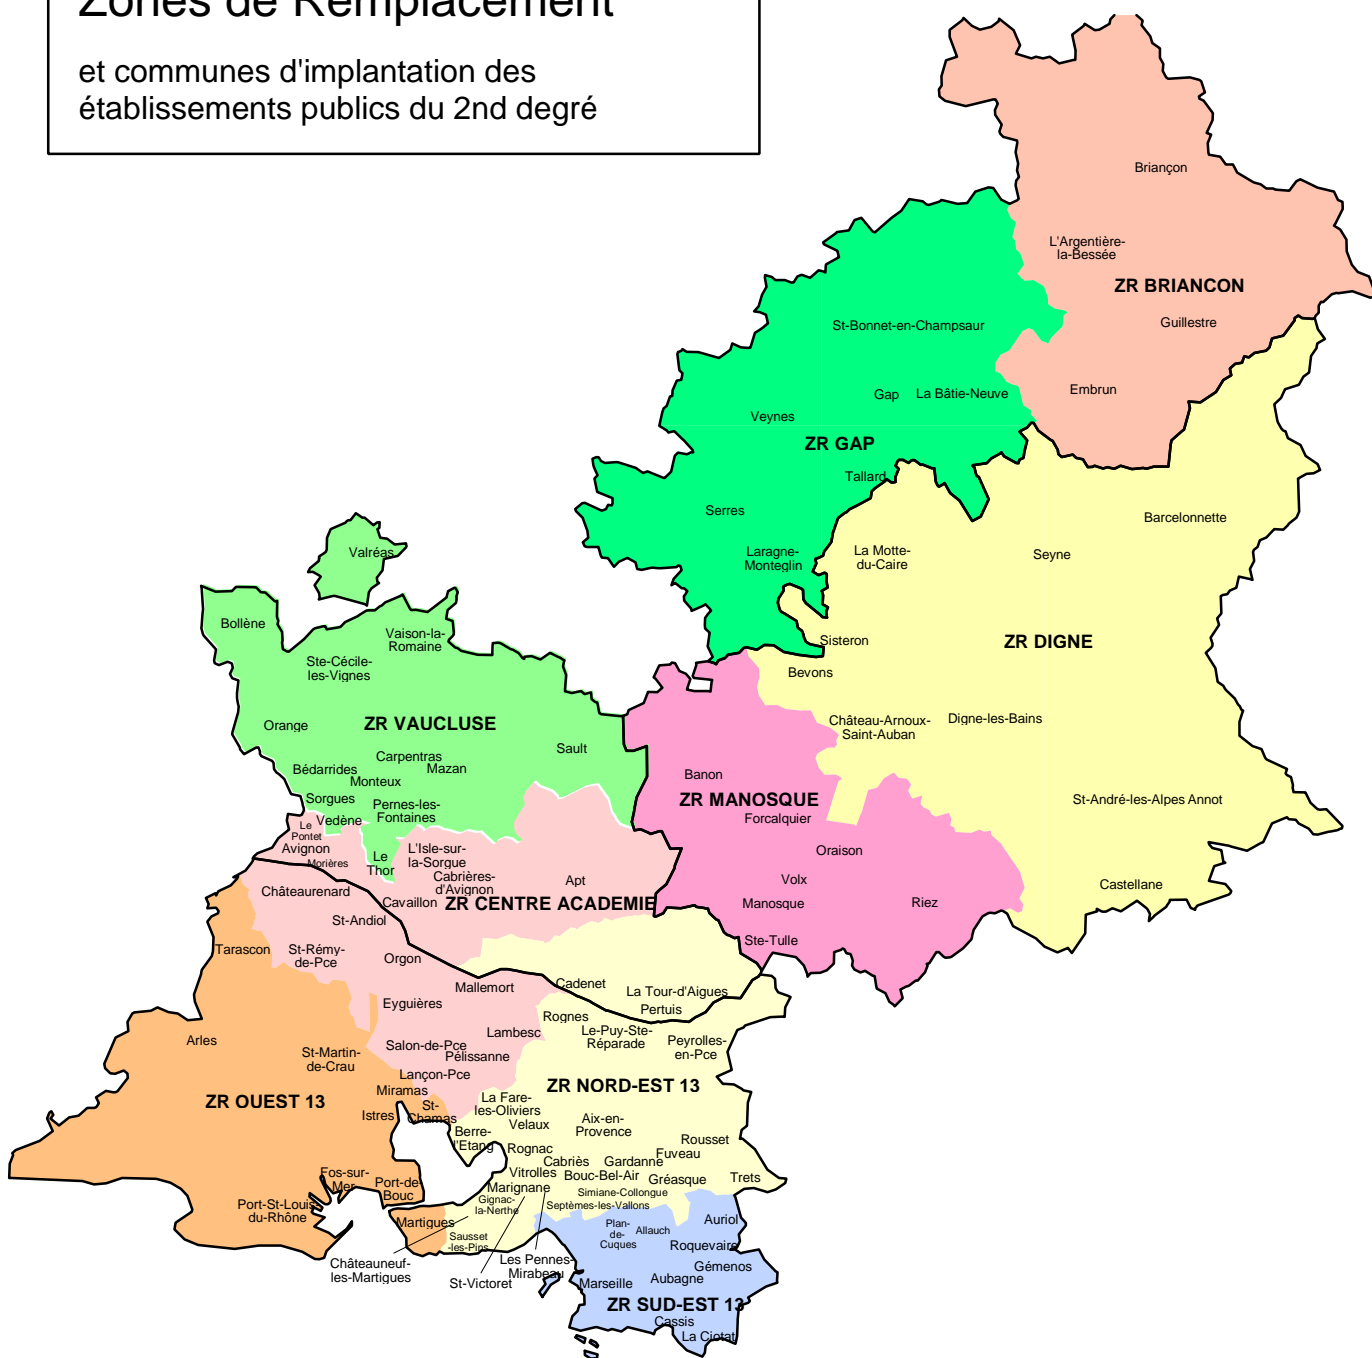 Zones de Remplacement
et communes d'implantation des
établissements publics du 2nd degré
Briançon
L'Argentière-
la-Bessée
ZR BRIANCON
Guillestre
Embrun
St-Bonnet-en-Champsaur
Gap
La Bâtie-Neuve
Veynes
ZR GAP
Tallard
Serres
Laragne-
Monteglin
Barcelonnette
Seyne
La Motte-
du-Caire
Sisteron
ZR DIGNE
Bevons
Château-Arnoux-
Saint-Auban
Digne-les-Bains
St-André-les-Alpes Annot
Castellane
Valréas
Bollène
Vaison-la-
Romaine
Ste-Cécile-
les-Vignes
Orange
ZR VAUCLUSE
Sault
Carpentras
Bédarrides
Mazan
Monteux
Sorgues
Pernes-les-
Fontaines
Vedène
Le
Pontet
Avignon
Morières
Le
Thor
L'Isle-sur-
la-Sorgue
Cabrières-
d'Avignon
Apt
Cavaillon
ZR CENTRE ACADEMIE
Châteaurenard
St-Andiol
St-Rémy-
de-Pce
Orgon
Mallemort
Eyguières
Lambesc
Salon-de-Pce
Pélissanne
Lançon-Pce
Banon
ZR MANOSQUE
Forcalquier
Oraison
Volx
Manosque
Riez
Ste-Tulle
Tarascon
Arles
St-Martin-
de-Crau
ZR OUEST 13
Miramas
Istres
St-
Chamas
Fos-sur-
Mer
Port-de-
Bouc
Port-St-Louis-
du-Rhône
Martigues
Cadenet
La Tour-d'Aigues
Pertuis
Rognes
Le-Puy-Ste-
Réparade
Peyrolles-
en-Pce
ZR NORD-EST 13
La Fare-
les-Oliviers
Velaux
Aix-en-
Provence
Berre-
l'Etang
Rognac
Rousset
Fuveau
Cabriès
Gardanne
Vitrolles
Bouc-Bel-Air
Gréasque
Trets
Marignane
Simiane-Collongue
Gignac-
la-Nerthe
Septèmes-les-Vallons
Sausset
-les-Pins
Châteauneuf-
les-Martigues
St-Victoret
Les Pennes-
Mirabeau
Plan-
de-
Cuques
Allauch
Auriol
Roquevaire
Gémenos
Aubagne
Marseille
ZR SUD-EST 13
Cassis
La Ciotat